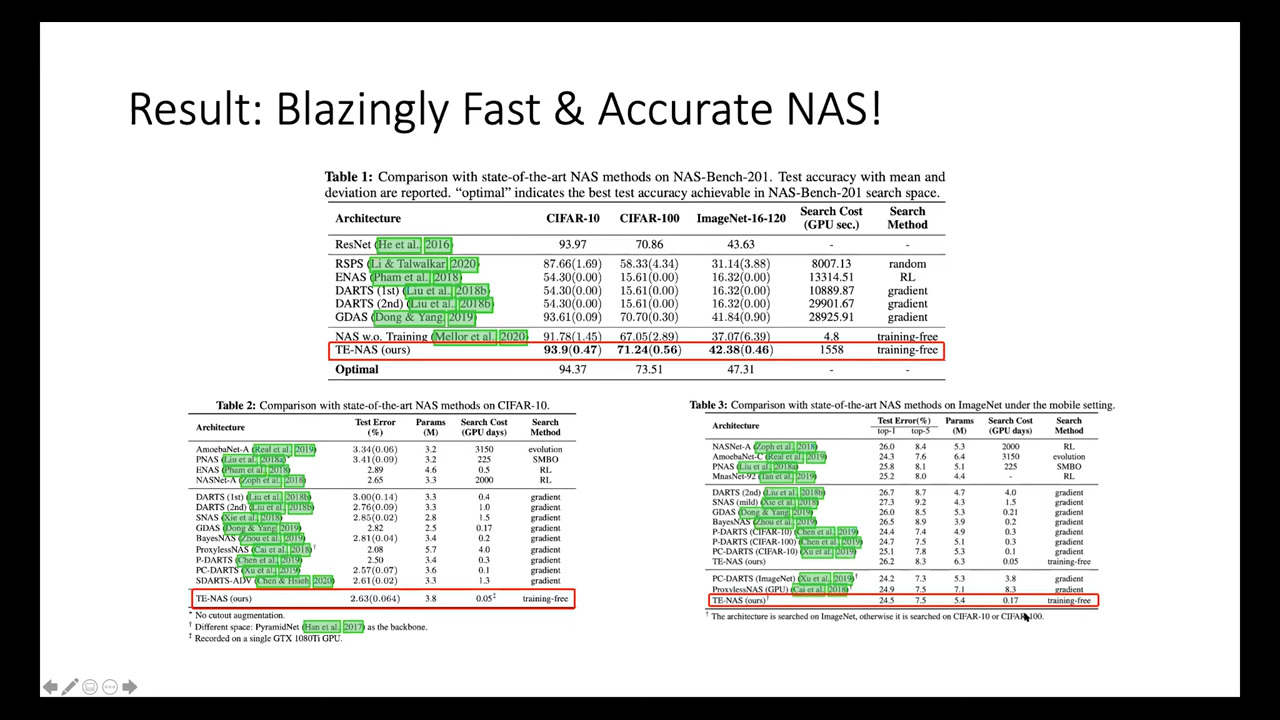 Result: Blazingly Fast & Accurate NAS!
Table 1: Comparison with state-of-the-art NAS methods on NAS-Bench-201. Test accuracy with mean and
deviation are reported. “optimal” indicates the best test accuracy achievable in NAS-Bench-201 search space.
Architecture CIFAR-10 CIFAR-100 ImageNet-16-120 Search Cost (GPU sec.) Search Method
ResNet (He et al., 2016) 93.97 70.86 43.63 - -
RSPS (Li & Talwalkar, 2020) 87.66(1.69) 58.33(4.34) 31.14(3.88) 8007.13 random
ENAS (Pham et al., 2018) 54.30(0.00) 15.61(0.00) 16.32(0.00) 13314.51 RL
DARTS (1st) (Liu et al., 2018b) 54.30(0.00) 15.61(0.00) 16.32(0.00) 10889.87 gradient
DARTS (2nd) (Liu et al., 2018b) 54.30(0.00) 15.61(0.00) 16.32(0.00) 29901.67 gradient
GDAS (Dong & Yang, 2019) 93.61(0.09) 70.70(0.30) 41.84(0.90) 28925.91 gradient
NAS w.o. Training (Mellor et al., 2020) 91.78(1.45) 67.05(2.89) 37.07(6.39) 4.8 training-free
TE-NAS (ours) 93.9(0.47) 71.24(0.56) 42.38(0.46) 1558 training-free
Optimal 94.37 73.51 47.31 - -
Table 2: Comparison with state-of-the-art NAS methods on CIFAR-10.
Architecture Test Error (%) Params (M) Search Cost (GPU days) Search Method
AmoebaNet-A (Real et al., 2019) 3.34(0.06) 3.2 3150 evolution
PNAS (Liu et al., 2018a)* 3.41(0.09) 3.2 225 SMBO
ENAS (Pham et al., 2018) 2.89 4.6 0.5 RL
NASNet-A (Zoph et al., 2018) 2.65 3.3 2000 RL
DARTS (1st) (Liu et al., 2018b) 3.00(0.14) 3.3 0.4 gradient
DARTS (2nd) (Liu et al., 2018b) 2.76(0.09) 3.3 1.0 gradient
SNAS (Xie et al., 2018) 2.85(0.02) 2.8 1.5 gradient
GDAS (Dong & Yang, 2019) 2.82 2.5 0.17 gradient
BayesNAS (Zhou et al., 2019) 2.81(0.04) 3.4 0.2 gradient
ProxylessNAS (Cai et al., 2018)† 2.08 5.7 4.0 gradient
P-DARTS (Chen et al., 2019) 2.50 3.4 0.3 gradient
PC-DARTS (Xu et al., 2019) 2.57(0.07) 3.6 0.1 gradient
SDARTS-ADV (Chen & Hsieh, 2020) 2.61(0.02) 3.3 1.3 gradient
TE-NAS (ours) 2.63(0.064) 3.8 0.05‡ training-free
* No cutout augmentation.
† Different space: PyramidNet (Han et al., 2017) as the backbone.
‡ Recorded on a single GTX 1080Ti GPU.
Table 3: Comparison with state-of-the-art NAS methods on ImageNet under the mobile setting.
Architecture Test Error(%) top-1 top-5 Params (M) Search Cost (GPU days) Search Method
NASNet-A (Zoph et al., 2018) 26.0 8.4 5.3 2000 RL
AmoebaNet-C (Real et al., 2019) 24.3 7.6 6.4 3150 evolution
PNAS (Liu et al., 2018a) 25.8 8.1 5.1 225 SMBO
MnasNet-92 (Tan et al., 2019) 25.2 8.0 4.4 - RL
DARTS (2nd) (Liu et al., 2018b) 26.7 8.7 4.7 4.0 gradient
SNAS (mild) (Xie et al., 2018) 27.3 9.2 4.3 1.5 gradient
GDAS (Dong & Yang, 2019) 26.0 8.5 5.3 0.21 gradient
BayesNAS (Zhou et al., 2019) 26.5 8.9 3.9 0.2 gradient
P-DARTS (CIFAR-10) (Chen et al., 2019) 24.4 7.4 4.9 0.3 gradient
P-DARTS (CIFAR-100) (Chen et al., 2019) 24.7 7.5 5.1 0.3 gradient
PC-DARTS (CIFAR-10) (Xu et al., 2019) 25.1 7.8 5.3 0.1 gradient
TE-NAS (ours) 26.2 8.3 6.3 0.05 training-free
PC-DARTS (ImageNet) (Xu et al., 2019)† 24.2 7.3 5.3 3.8 gradient
ProxylessNAS (GPU) (Cai et al., 2018)† 24.9 7.5 7.1 8.3 gradient
TE-NAS (ours)† 24.5 7.5 5.4 0.17 training-free
† The architecture is searched on ImageNet, otherwise it is searched on CIFAR-10 or CIFAR-100.